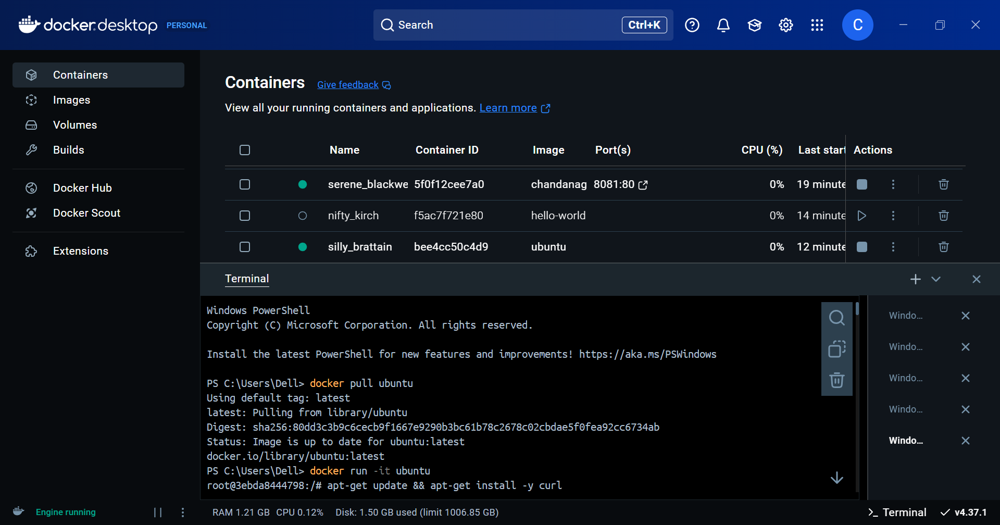 docker desktop PERSONAL
Search
Ctrl+K
C
Containers
Images
Volumes
Builds
Docker Hub
Docker Scout
Extensions
Containers Give feedback
View all your running containers and applications. Learn more
Name Container ID Image Port(s) CPU (%) Last start Actions
serene_blackwe 5f0f12cee7a0 chandanag 8081:80 0% 19 minute
nifty_kirch f5ac7f721e80 hello-world 0% 14 minute
silly_brattain bee4cc50c4d9 ubuntu 0% 12 minute
Terminal
Windows PowerShell
Copyright (C) Microsoft Corporation. All rights reserved.
Install the latest PowerShell for new features and improvements! https://aka.ms/PSWindows
PS C:\Users\Dell> docker pull ubuntu
Using default tag: latest
latest: Pulling from library/ubuntu
Digest: sha256:80dd3c3b9c6cecb9f1667e9290b3bc61b78c2678c02cbdae5f0fea92cc6734ab
Status: Image is up to date for ubuntu:latest
docker.io/library/ubuntu:latest
PS C:\Users\Dell> docker run -it ubuntu
root@3ebda8444798:/# apt-get update && apt-get install -y curl
Windo...
Windo...
Windo...
Windo...
Windo...
Engine running
RAM 1.21 GB CPU 0.12% Disk: 1.50 GB used (limit 1006.85 GB)
>_ Terminal
v4.37.1